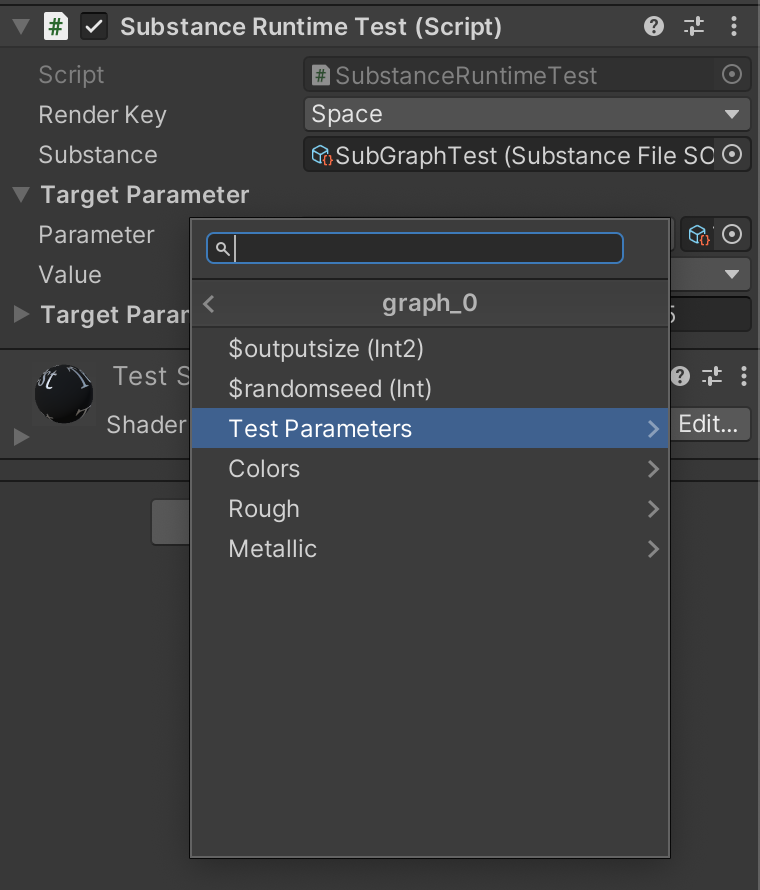 # Substance Runtime Test (Script)
Script # SubstanceRuntimeTest
Render Key Space
Substance SubGraphTest (Substance File SO
Target Parameter
Parameter
Value
Target Parar 5
graph_0
$outputsize (Int2)
$randomseed (Int)
Test Parameters
Colors
Rough
Metallic
Test S
Shader Edit...